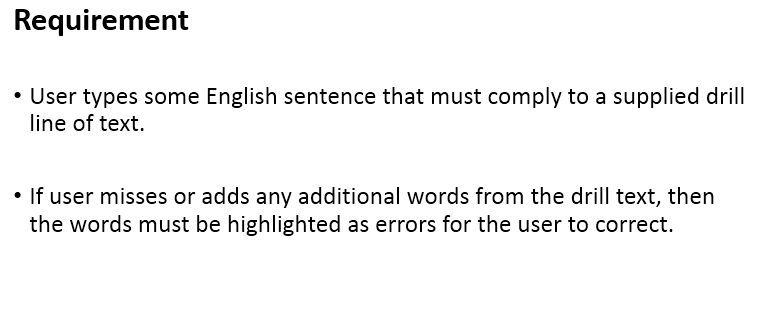 Requirement
• User types some English sentence that must comply to a supplied drill
line of text.
• If user misses or adds any additional words from the drill text, then
the words must be highlighted as errors for the user to correct.